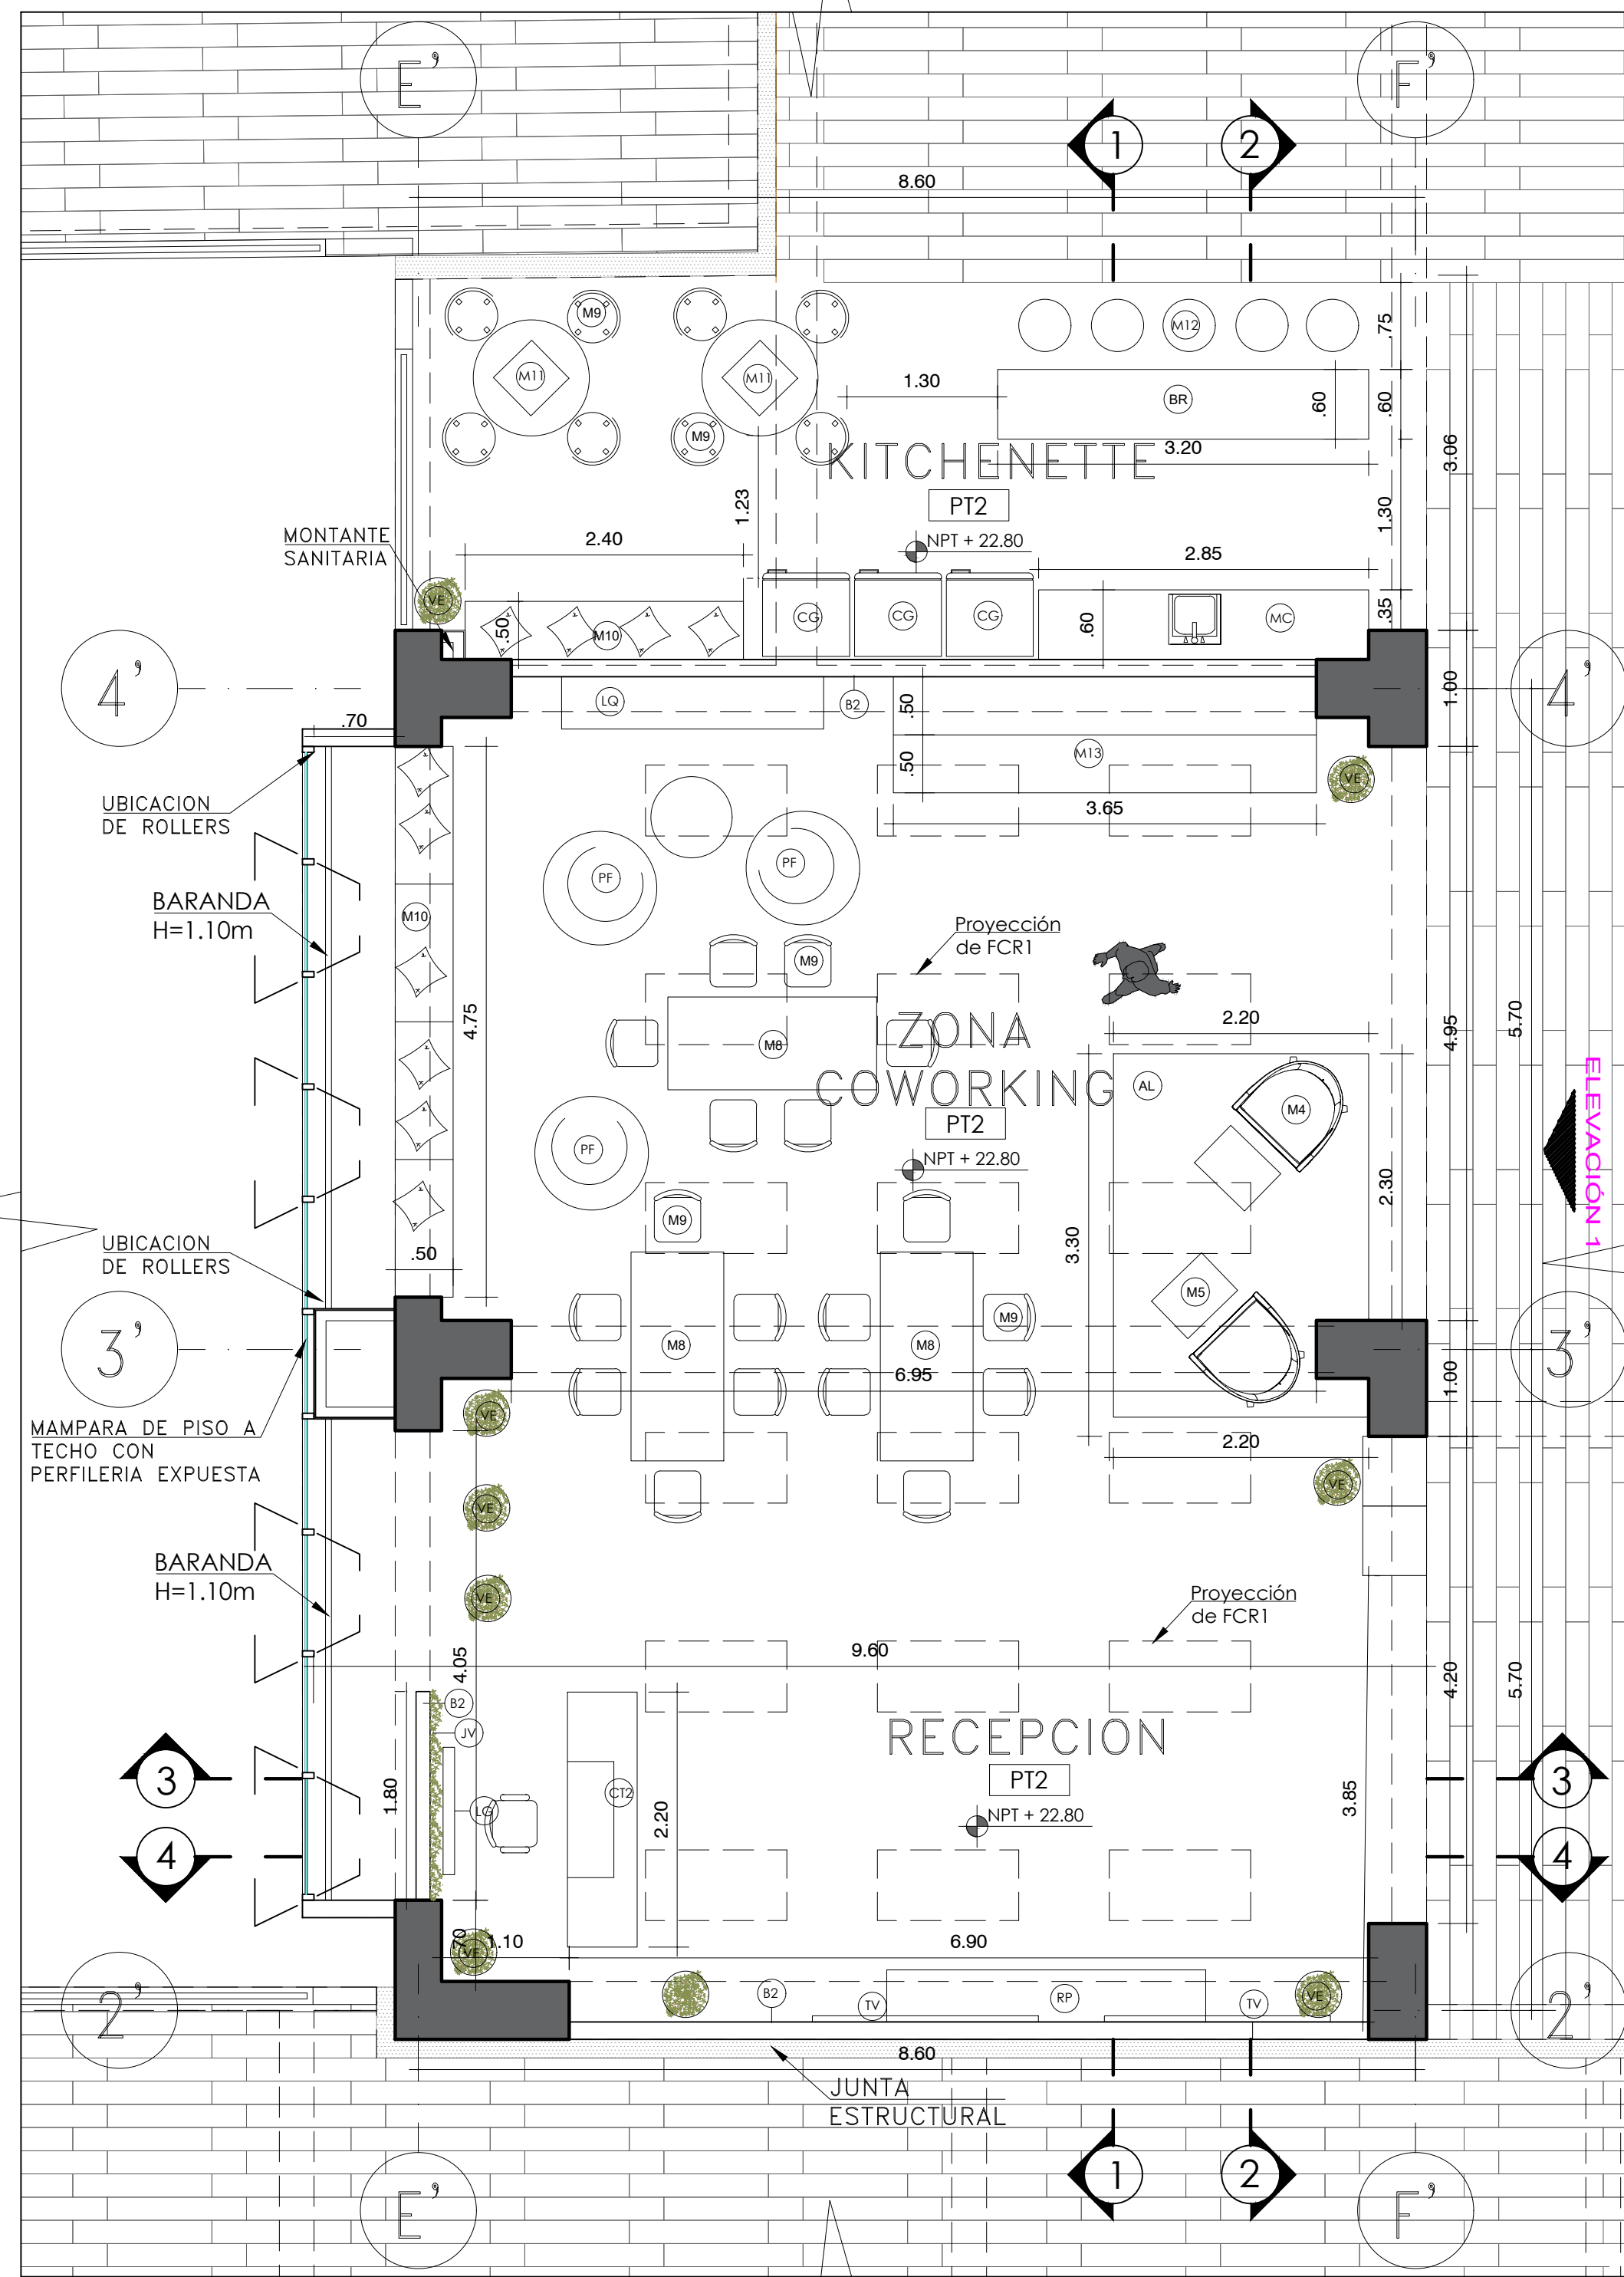 E'
F'
1
2
8.60
M9
M12
.75
M11
M11
1.30
BR
.60
.60
M9
KITCHENETTE
3.20
3.06
PT2
1.23
1.30
MONTANTE
SANITARIA
2.40
NPT + 22.80
2.85
VE
.50
M10
CG
CG
CG
.60
MC
.35
4'
1.00
4'
LQ
B2
.50
.70
M13
.50
VE
UBICACION
DE ROLLERS
3.65
PF
PF
BARANDA
H=1.10m
M10
Proyección
de FCR1
M9
4.75
M8
ZONA
COWORKING
2.20
4.95
5.70
AL
M4
PT2
PF
NPT + 22.80
ELEVACIÓN 1
2.30
M9
3.30
UBICACION
DE ROLLERS
.50
M5
3'
M8
M8
M9
3'
6.95
1.00
VE
MAMPARA DE PISO A
TECHO CON
PERFILERIA EXPUESTA
2.20
VE
VE
BARANDA
H=1.10m
VE
Proyección
de FCR1
9.60
4.05
4.20
5.70
B2
JV
RECEPCION
3
1.80
CT2
PT2
3
LG
2.20
NPT + 22.80
3.85
4
4
.70
VE
1.10
6.90
2'
B2
TV
RP
TV
VE
2'
8.60
JUNTA
ESTRUCTURAL
1
2
E'
F'